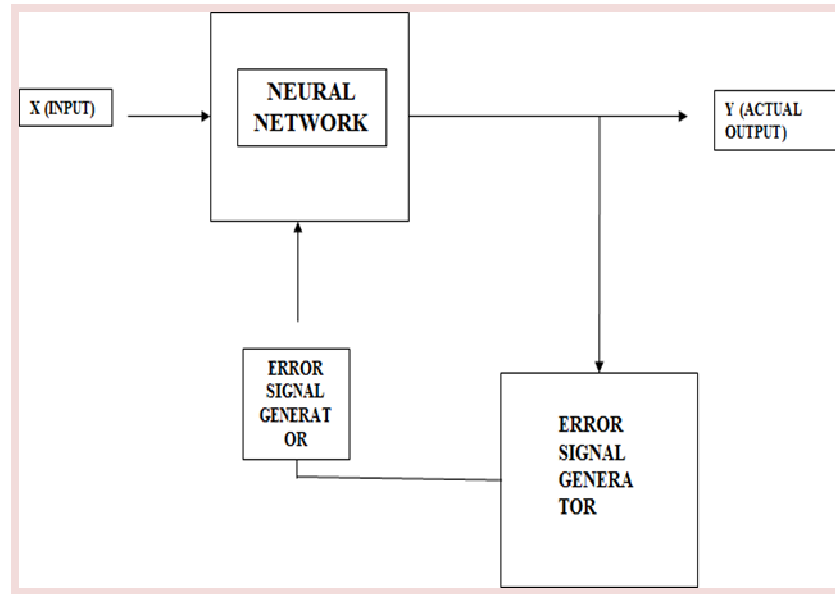 X (INPUT)
NEURAL
NETWORK
Y (ACTUAL
OUTPUT)
ERROR
SIGNAL
GENERAT
OR
ERROR
SIGNAL
GENERA
TOR